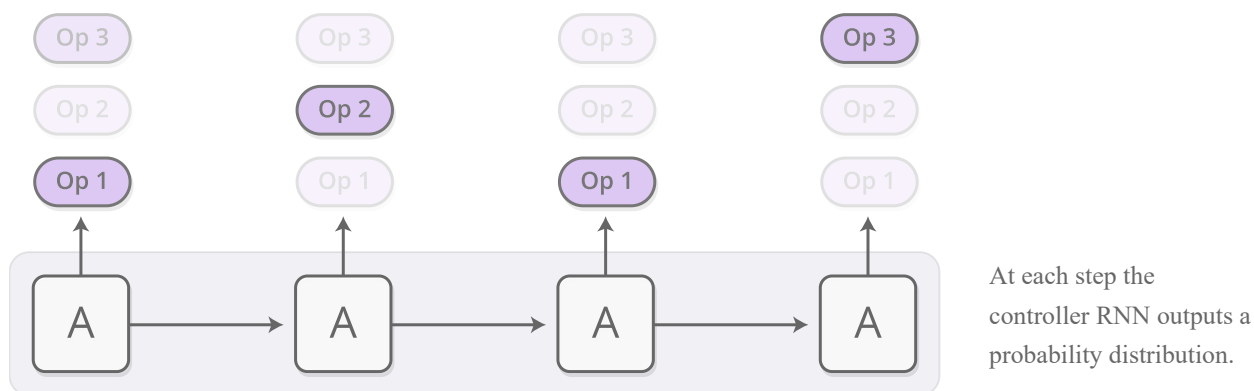 Op 3 Op 3 Op 3 Op 3
Op 2 Op 2 Op 2 Op 2
Op 1 Op 1 Op 1 Op 1
A A A A
At each step the
controller RNN outputs a
probability distribution.